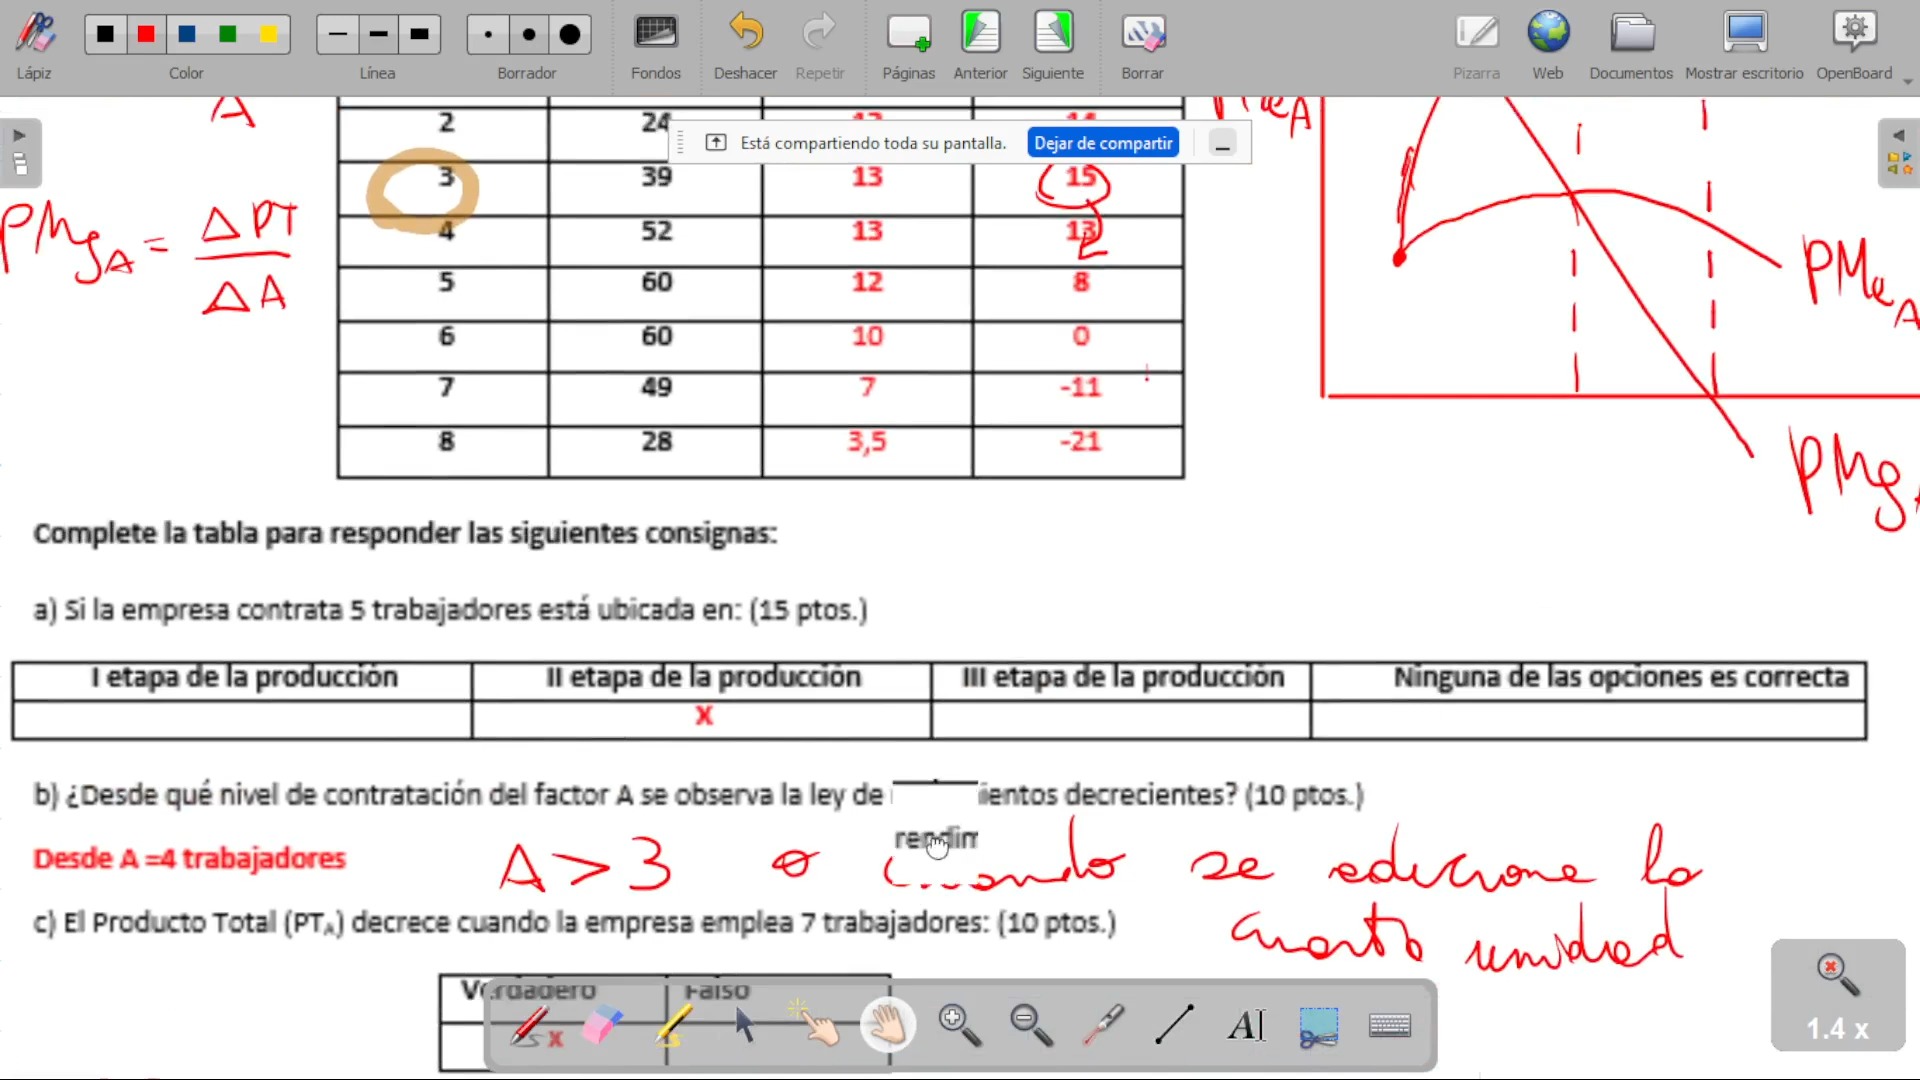 Lápiz Color Línea Borrador Fondos Deshacer Repetir Páginas Anterior Siguiente Borrar Pizarra Web Documentos Mostrar escritorio OpenBoard
A
2 24
Está compartiendo toda su pantalla. Dejar de compartir
3 39 13 15
4 52 13 13
5 60 12 8
6 60 10 0
7 49 7 -11
8 28 3,5 -21
PMg A = ΔPT
ΔA
PMe A
PMe A
PMg
Complete la tabla para responder las siguientes consignas:
a) Si la empresa contrata 5 trabajadores está ubicada en: (15 ptos.)
I etapa de la producción II etapa de la producción III etapa de la producción Ninguna de las opciones es correcta
X
b) ¿Desde qué nivel de contratación del factor A se observa la ley de ientos decrecientes? (10 ptos.)
rendim
Desde A =4 trabajadores A > 3 o cuando se adicione la
cuarta unidad
c) El Producto Total (PTA) decrece cuando la empresa emplea 7 trabajadores: (10 ptos.)
Verdadero Falso
x
1.4 x